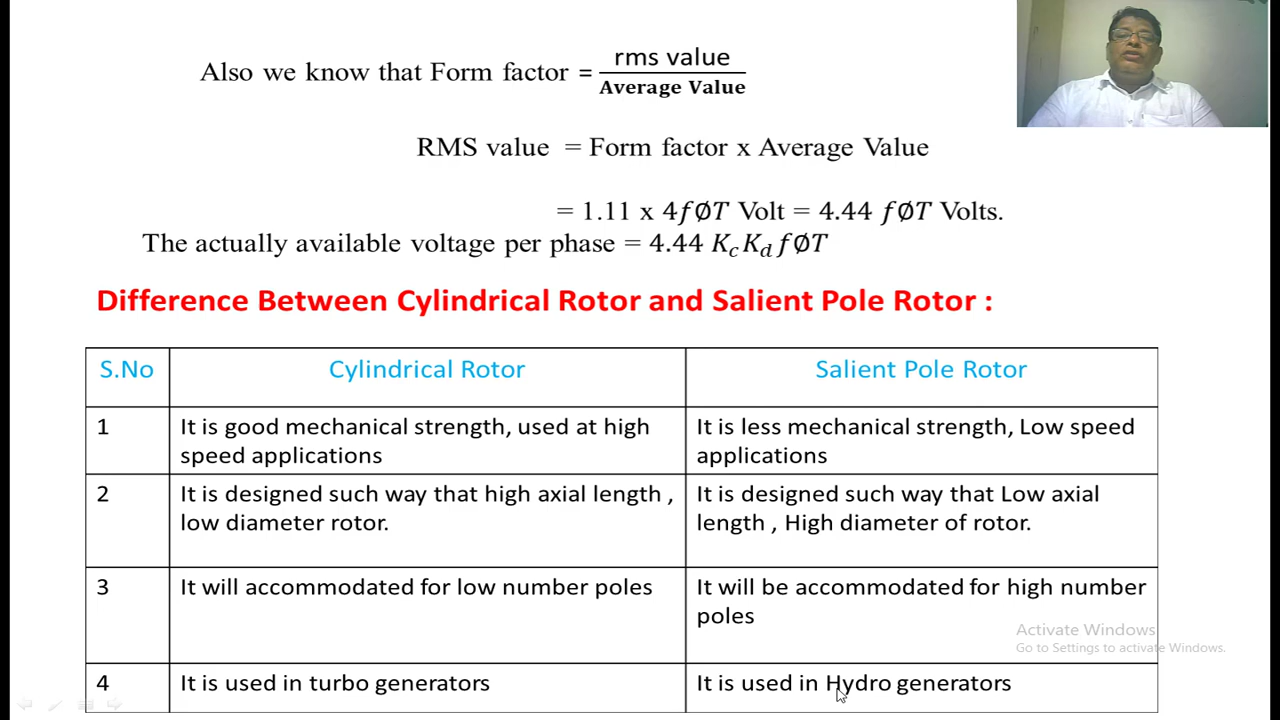 Also we know that Form factor = rms value / Average Value
RMS value = Form factor x Average Value
= 1.11 x 4fØT Volt = 4.44 fØT Volts.
The actually available voltage per phase = 4.44 KcKdfØT
Difference Between Cylindrical Rotor and Salient Pole Rotor :
S.No Cylindrical Rotor Salient Pole Rotor
1 It is good mechanical strength, used at high
speed applications
It is less mechanical strength, Low speed
applications
2 It is designed such way that high axial length ,
low diameter rotor.
It is designed such way that Low axial
length , High diameter of rotor.
3 It will accommodated for low number poles
It will be accommodated for high number
poles
4 It is used in turbo generators
It is used in Hydro generators
Activate Windows
Go to Settings to activate Windows.